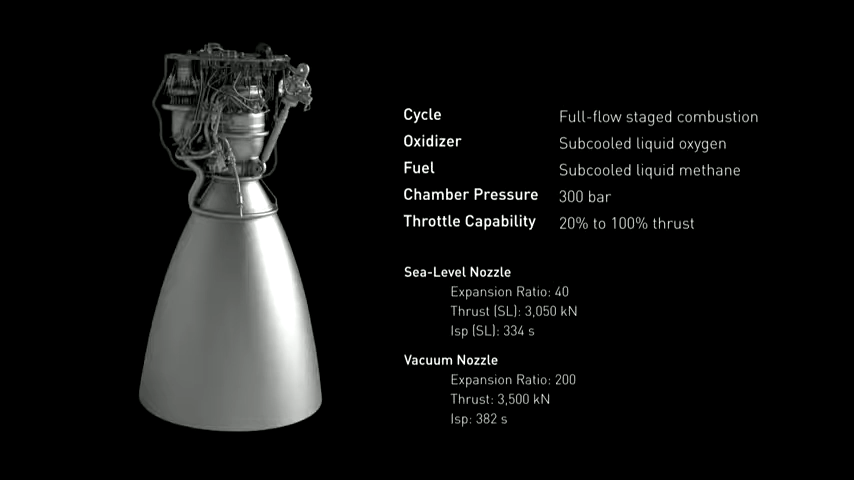 Cycle Full-flow staged combustion
Oxidizer Subcooled liquid oxygen
Fuel Subcooled liquid methane
Chamber Pressure 300 bar
Throttle Capability 20% to 100% thrust
Sea-Level Nozzle
Expansion Ratio: 40
Thrust (SL): 3,050 kN
Isp (SL): 334 s
Vacuum Nozzle
Expansion Ratio: 200
Thrust: 3,500 kN
Isp: 382 s